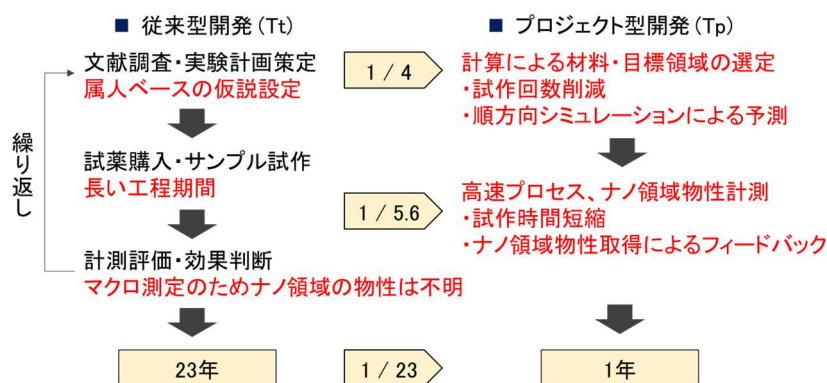 ■ 従来型開発（Tt）
文献調査・実験計画策定
属人ベースの仮説設定
試薬購入・サンプル試作
長い工程期間
計測評価・効果判断
マクロ測定のためナノ領域の物性は不明
23年
繰り返し
1 / 4
1 / 5.6
1 / 23
■ プロジェクト型開発（Tp）
計算による材料・目標領域の選定
・試作回数削減
・順方向シミュレーションによる予測
高速プロセス、ナノ領域物性計測
・試作時間短縮
・ナノ領域物性取得によるフィードバック
1年